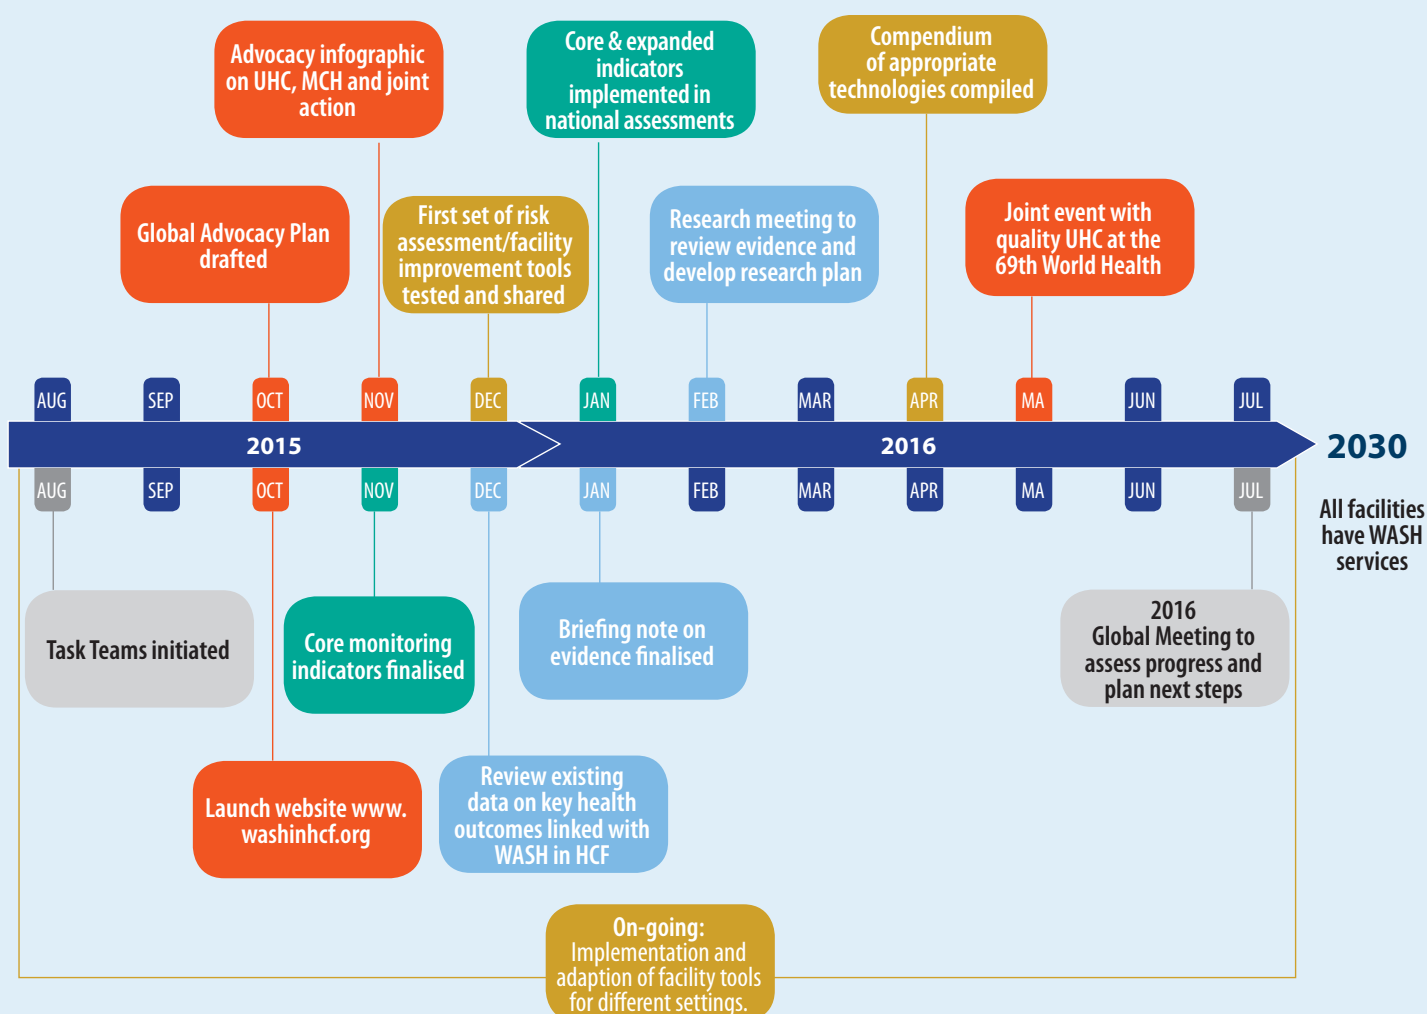 Advocacy infographic
on UHC, MCH and joint
action
Core & expanded
indicators
implemented in
national assessments
Compendium
of appropriate
technologies compiled
Global Advocacy Plan
drafted
First set of risk
assessment/facility
improvement tools
tested and shared
Research meeting to
review evidence and
develop research plan
Joint event with
quality UHC at the
69th World Health
AUG SEP OCT NOV DEC JAN FEB MAR APR MA JUN JUL
2015 2016 2030
AUG SEP OCT NOV DEC JAN FEB MAR APR MA JUN JUL
All facilities
have WASH
services
Task Teams initiated
Core monitoring
indicators finalised
Briefing note on
evidence finalised
2016
Global Meeting to
assess progress and
plan next steps
Launch website www.
washinhcf.org
Review existing
data on key health
outcomes linked with
WASH in HCF
On-going:
Implementation and
adaption of facility tools
for different settings.